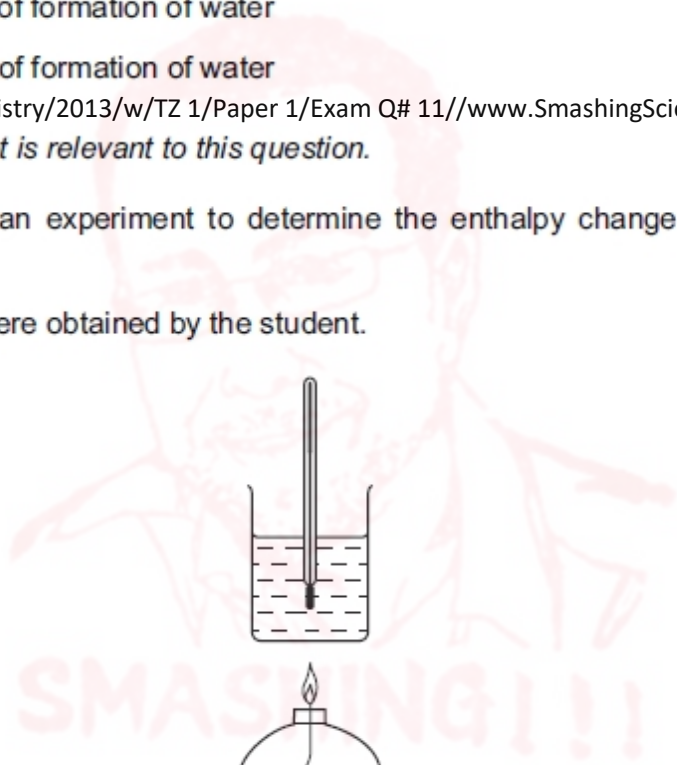 of formation of water
of formation of water
istry/2013/w/TZ 1/Paper 1/Exam Q# 11//www.SmashingScie
t is relevant to this question.
an experiment to determine the enthalpy change
ere obtained by the student.
SMASHING!!!